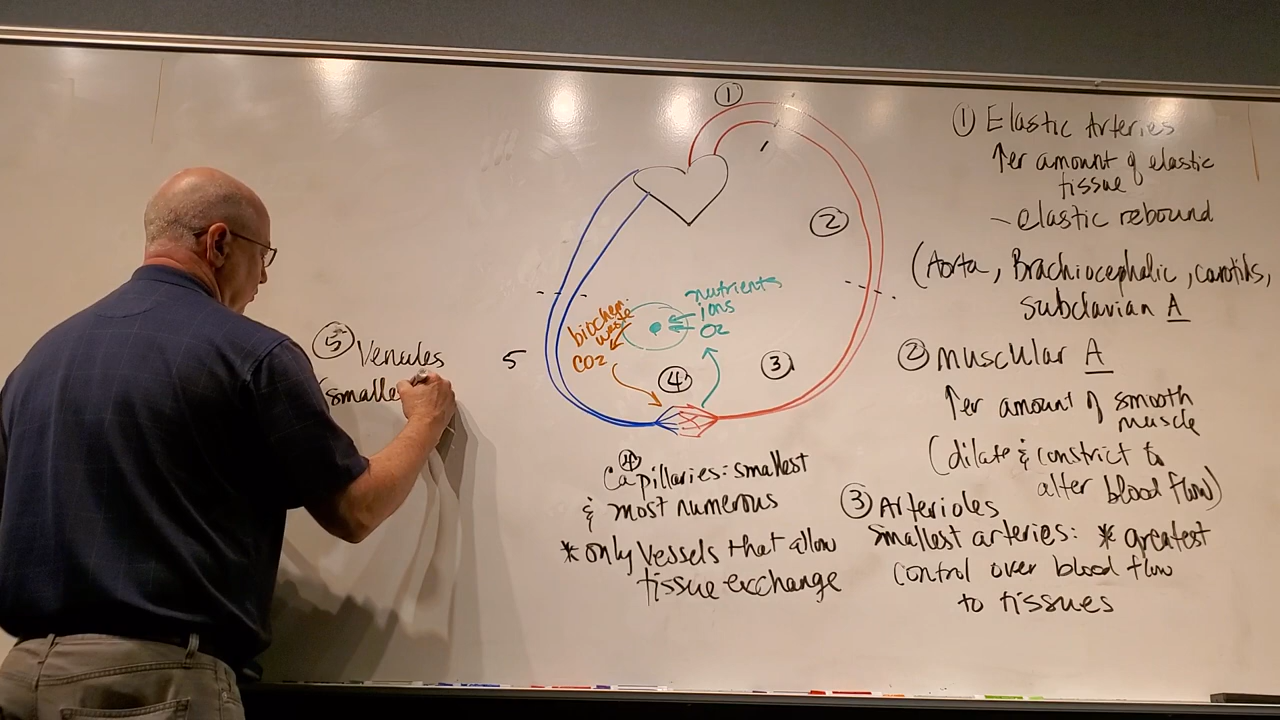 ①
②
③
④
5
nutrients
ions
O2
biochem.
waste
CO2
① Elastic Arteries
↑er amount of elastic
tissue
- elastic rebound
(Aorta, Brachiocephalic, carotids,
subclavian A
② muscular A
↑er amount of smooth
muscle
(dilate & constrict to
alter blood flow)
③ Arterioles
smallest arteries: * greatest
control over blood flow
to tissues
④
Capillaries: smallest
& most numerous
* only vessels that allow
tissue exchange
⑤ Venules
(smalle